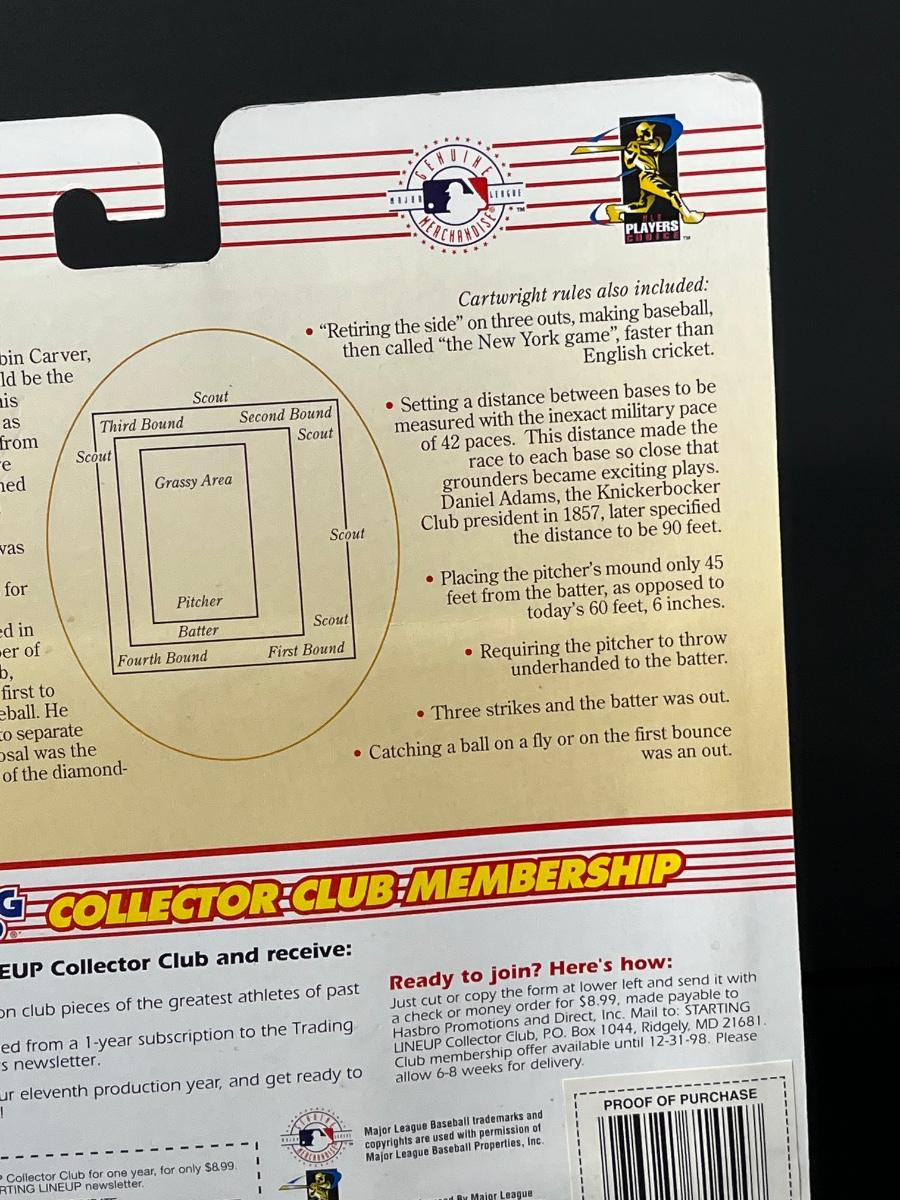 GENUINE
MAJOR LEAGUE
MERCHANDISE
TM
MLB
PLAYERS
CHOICE
TM
Cartwright rules also included:
• “Retiring the side” on three outs, making baseball,
then called “the New York game”, faster than
English cricket.
• Setting a distance between bases to be
measured with the inexact military pace
of 42 paces. This distance made the
race to each base so close that
grounders became exciting plays.
Daniel Adams, the Knickerbocker
Club president in 1857, later specified
the distance to be 90 feet.
• Placing the pitcher’s mound only 45
feet from the batter, as opposed to
today’s 60 feet, 6 inches.
• Requiring the pitcher to throw
underhanded to the batter.
• Three strikes and the batter was out.
• Catching a ball on a fly or on the first bounce
was an out.
bin Carver,
ld be the
his
as
from
e
ned
was
for
ed in
er of
b,
first to
eball. He
to separate
osal was the
of the diamond-
Scout
Third Bound
Second Bound
Scout
Scout
Grassy Area
Scout
Pitcher
Scout
Batter
Fourth Bound
First Bound
G COLLECTOR CLUB MEMBERSHIP
EUP Collector Club and receive:
on club pieces of the greatest athletes of past
ed from a 1-year subscription to the Trading
s newsletter.
ur eleventh production year, and get ready to
!
Ready to join? Here's how:
Just cut or copy the form at lower left and send it with
a check or money order for $8.99, made payable to
Hasbro Promotions and Direct, Inc. Mail to: STARTING
LINEUP Collector Club, P.O. Box 1044, Ridgely, MD 21681.
Club membership offer available until 12-31-98. Please
allow 6-8 weeks for delivery.
PROOF OF PURCHASE
Major League Baseball trademarks and
copyrights are used with permission of
Major League Baseball Properties, Inc.
P Collector Club for one year, for only $8.99.
RTING LINEUP newsletter.
By Major League